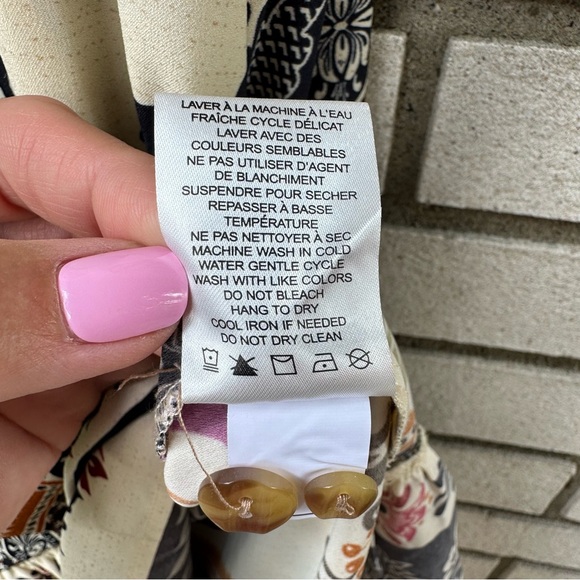 LAVER À LA MACHINE À L'EAU
FRAÎCHE CYCLE DÉLICAT
LAVER AVEC DES
COULEURS SEMBLABLES
NE PAS UTILISER D'AGENT
DE BLANCHIMENT
SUSPENDRE POUR SECHER
REPASSER À BASSE
TEMPÉRATURE
NE PAS NETTOYER À SEC
MACHINE WASH IN COLD
WATER GENTLE CYCLE
WASH WITH LIKE COLORS
DO NOT BLEACH
HANG TO DRY
COOL IRON IF NEEDED
DO NOT DRY CLEAN